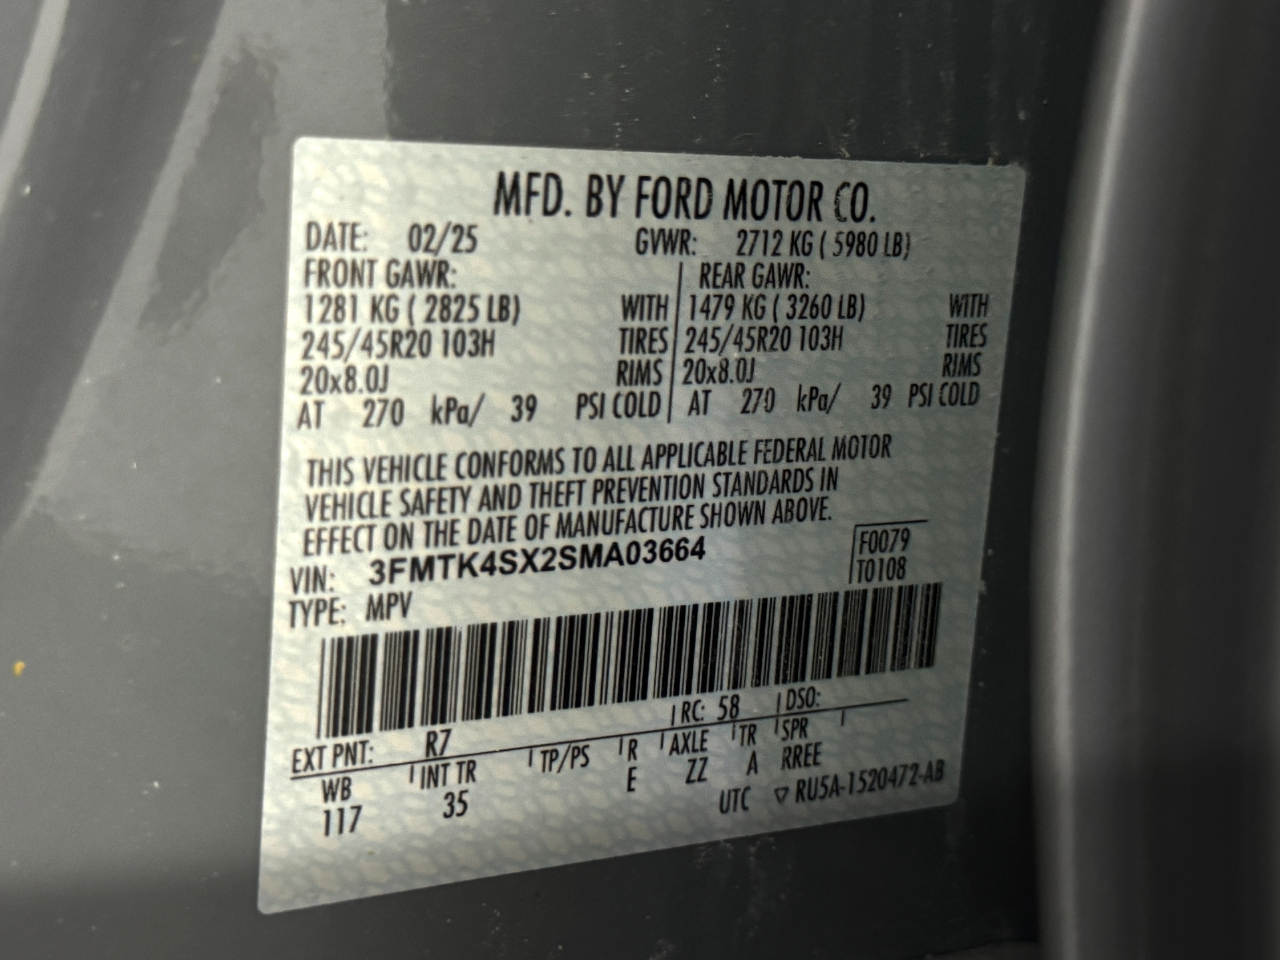 MFD. BY FORD MOTOR CO.
DATE: 02/25 GVWR: 2712 KG ( 5980 LB)
FRONT GAWR: REAR GAWR:
1281 KG ( 2825 LB) WITH 1479 KG ( 3260 LB) WITH
245/45R20 103H TIRES 245/45R20 103H TIRES
20x8.0J RIMS 20x8.0J RIMS
AT 270 kPa/ 39 PSI COLD AT 270 kPa/ 39 PSI COLD
THIS VEHICLE CONFORMS TO ALL APPLICABLE FEDERAL MOTOR
VEHICLE SAFETY AND THEFT PREVENTION STANDARDS IN
EFFECT ON THE DATE OF MANUFACTURE SHOWN ABOVE.
VIN: 3FMTK4SX2SMA03664 F0079
TYPE: MPV T0108
EXT PNT: R7 RC: 58 DSO:
WB INT TR TP/PS R AXLE TR SPR
117 35 E ZZ A RREE
UTC ▽ RU5A-1520472-AB